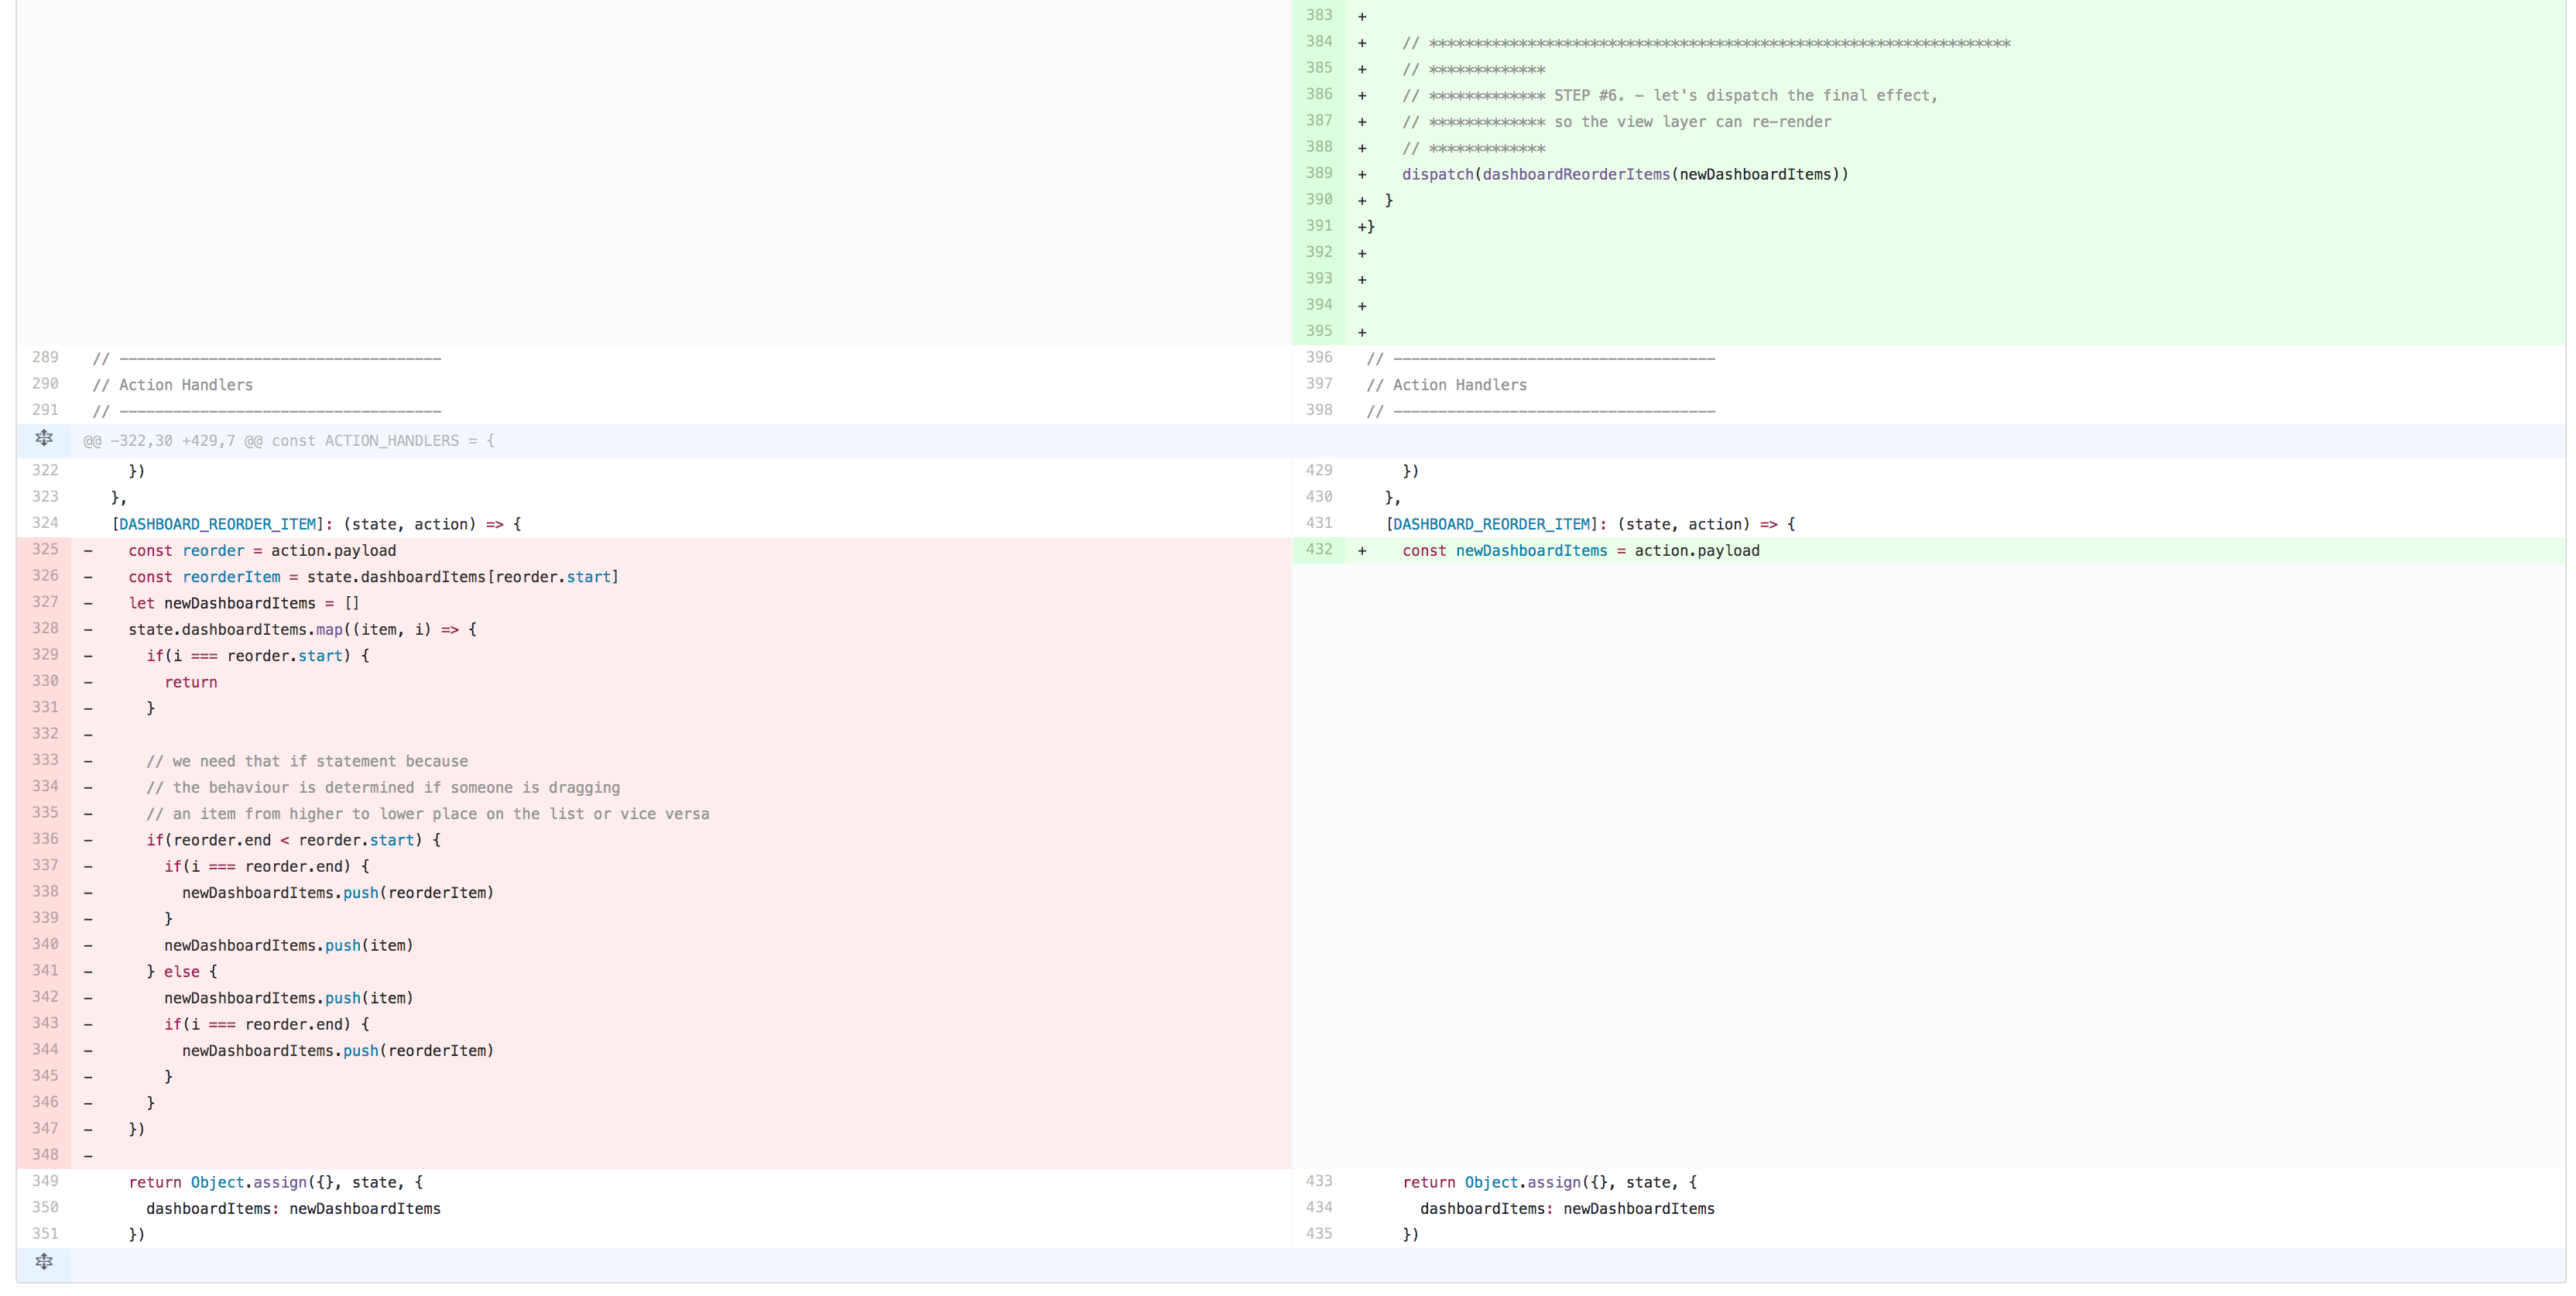 383 +
384 + // *****************************************************************
385 + // *************
386 + // ************* STEP #6. - let's dispatch the final effect,
387 + // ************* so the view layer can re-render
388 + // *************
389 + dispatch(dashboardReorderItems(newDashboardItems))
390 + }
391 +}
392 +
393 +
394 +
395 +
289 // ------------------------------------ 396 // ------------------------------------
290 // Action Handlers 397 // Action Handlers
291 // ------------------------------------ 398 // ------------------------------------
@@ -322,30 +429,7 @@ const ACTION_HANDLERS = {
322 }) 429 })
323 }, 430 },
324 [DASHBOARD_REORDER_ITEM]: (state, action) => { 431 [DASHBOARD_REORDER_ITEM]: (state, action) => {
325 - const reorder = action.payload 432 + const newDashboardItems = action.payload
326 - const reorderItem = state.dashboardItems[reorder.start]
327 - let newDashboardItems = []
328 - state.dashboardItems.map((item, i) => {
329 - if(i === reorder.start) {
330 - return
331 - }
332 -
333 - // we need that if statement because
334 - // the behaviour is determined if someone is dragging
335 - // an item from higher to lower place on the list or vice versa
336 - if(reorder.end < reorder.start) {
337 - if(i === reorder.end) {
338 - newDashboardItems.push(reorderItem)
339 - }
340 - newDashboardItems.push(item)
341 - } else {
342 - newDashboardItems.push(item)
343 - if(i === reorder.end) {
344 - newDashboardItems.push(reorderItem)
345 - }
346 - }
347 - })
348 -
349 return Object.assign({}, state, { 433 return Object.assign({}, state, {
350 dashboardItems: newDashboardItems 434 dashboardItems: newDashboardItems
351 }) 435 })